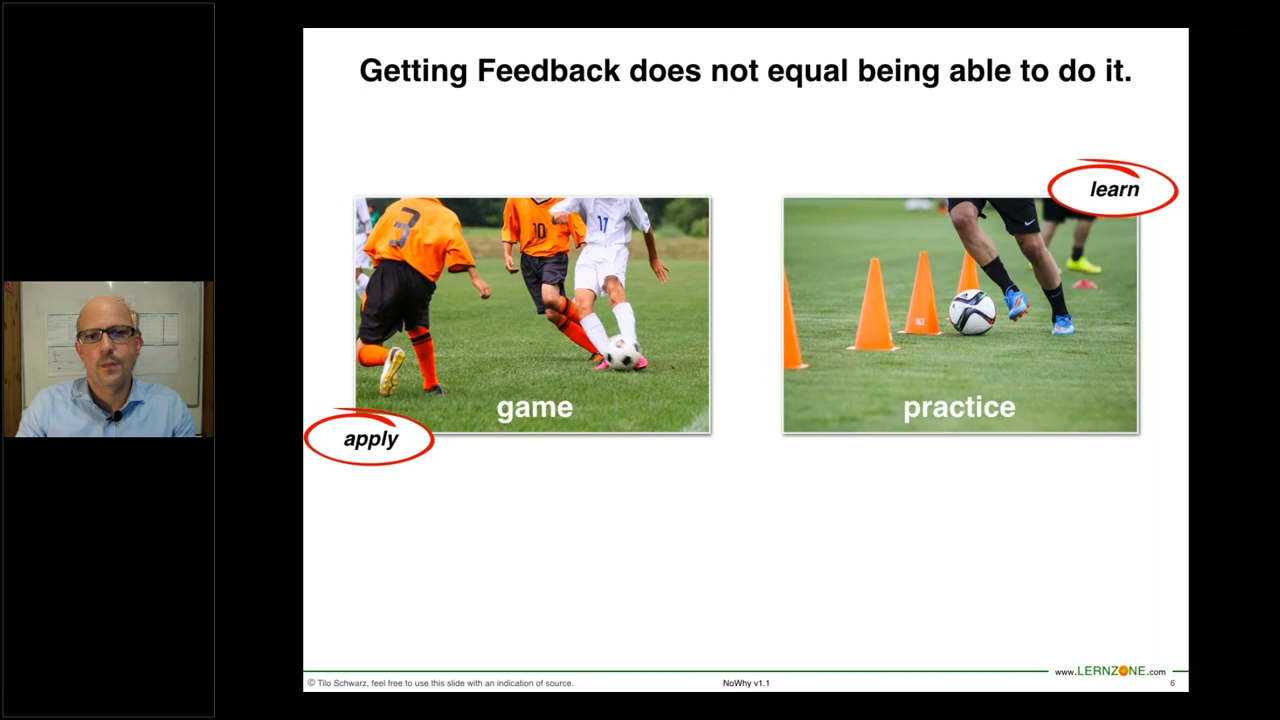 Getting Feedback does not equal being able to do it.
learn
3
10
11
game
practice
apply
www.LERNZONE.com
© Tilo Schwarz, feel free to use this slide with an indication of source.
NoWhy v1.1
6